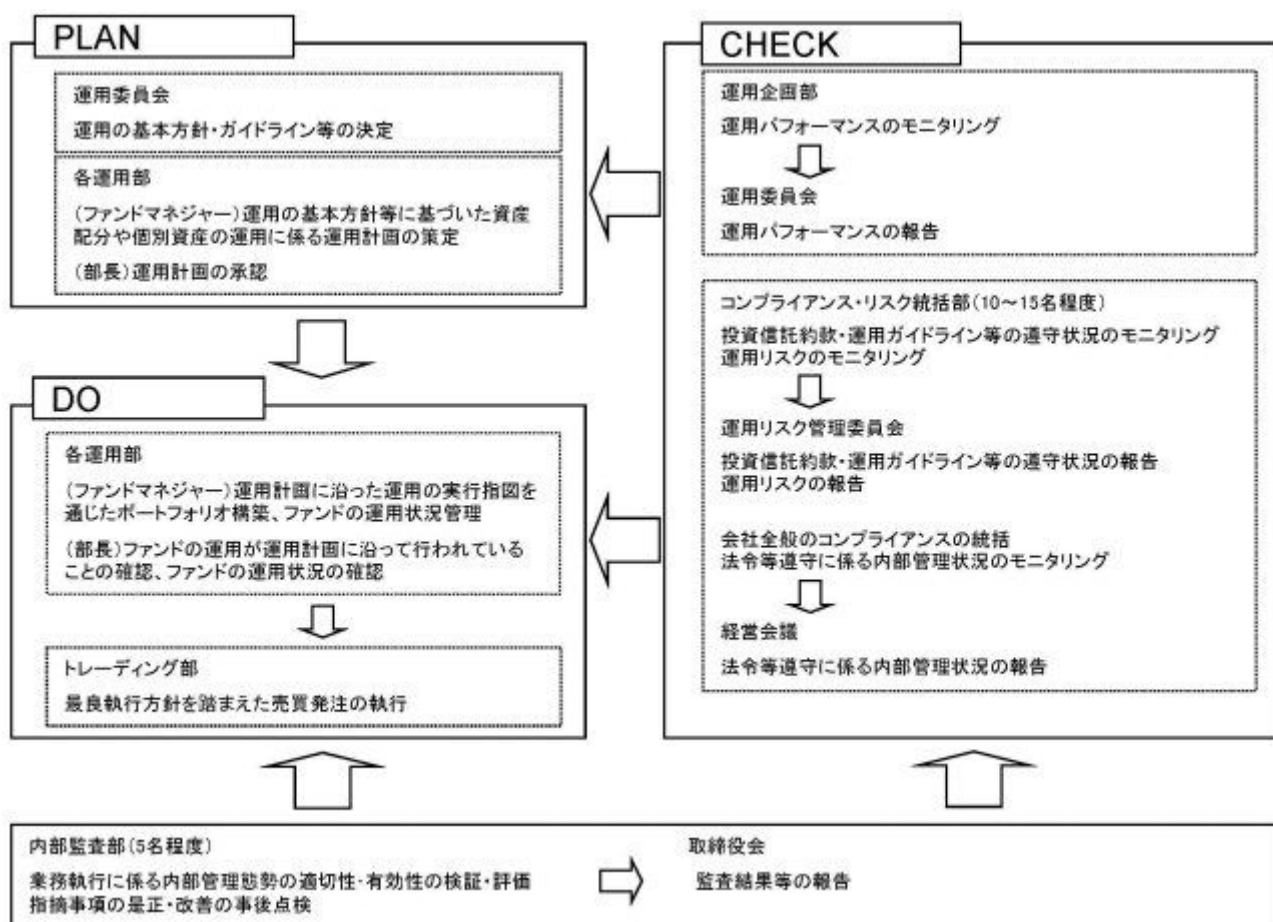 PLAN
運用委員会
運用の基本方針・ガイドライン等の決定
各運用部
(ファンドマネジャー)運用の基本方針等に基づいた資産
配分や個別資産の運用に係る運用計画の策定
(部長)運用計画の承認
DO
各運用部
(ファンドマネジャー)運用計画に沿った運用の実行指図を
通じたポートフォリオ構築、ファンドの運用状況管理
(部長)ファンドの運用が運用計画に沿って行われている
ことの確認、ファンドの運用状況の確認
トレーディング部
最良執行方針を踏まえた売買発注の執行
CHECK
運用企画部
運用パフォーマンスのモニタリング
運用委員会
運用パフォーマンスの報告
コンプライアンス・リスク統括部(10～15名程度)
投資信託約款・運用ガイドライン等の遵守状況のモニタリング
運用リスクのモニタリング
運用リスク管理委員会
投資信託約款・運用ガイドライン等の遵守状況の報告
運用リスクの報告
会社全般のコンプライアンスの統括
法令等遵守に係る内部管理状況のモニタリング
経営会議
法令等遵守に係る内部管理状況の報告
内部監査部(5名程度)
業務執行に係る内部管理態勢の適切性・有効性の検証・評価
指摘事項の是正・改善の事後点検
取締役会
監査結果等の報告